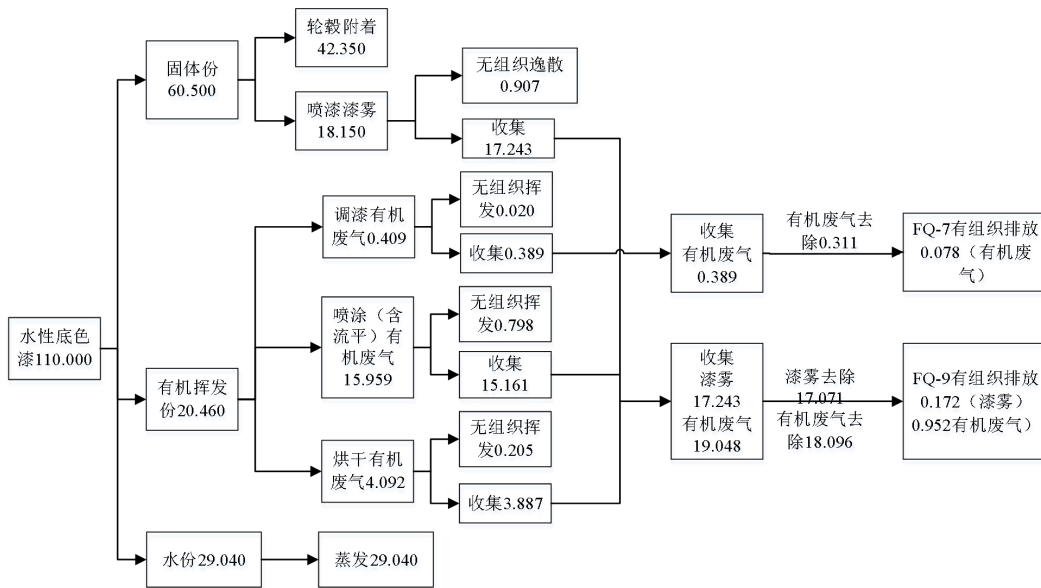 轮毂附着
42.350
固体份
60.500
无组织逸散
0.907
喷漆漆雾
18.150
收集
17.243
无组织挥
发0.020
调漆有机
废气0.409
收集0.389
收集
有机废气
0.389
有机废气去
除0.311
FQ-7有组织排放
0.078（有机废
气）
水性底色
漆110.000
有机挥发
份20.460
喷涂（含
流平）有
机废气
15.959
无组织挥
发0.798
收集
15.161
收集
漆雾
17.243
有机废气
19.048
漆雾去除
17.071
有机废气去
除18.096
FQ-9有组织排放
0.172（漆雾）
0.952有机废气）
烘干有机
废气4.092
无组织挥
发0.205
收集3.887
水份29.040
蒸发29.040